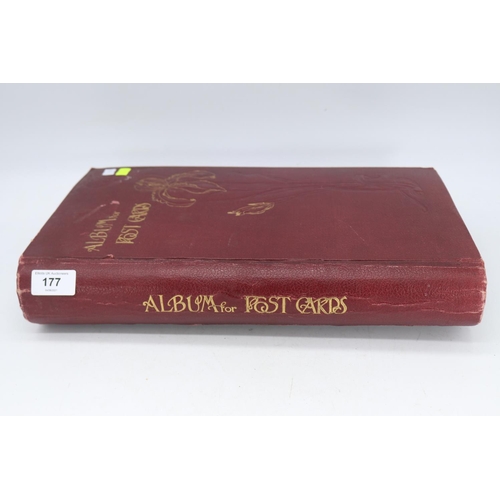 ALBUM for
POST CARDS
177
ALBUM for POST CARDS